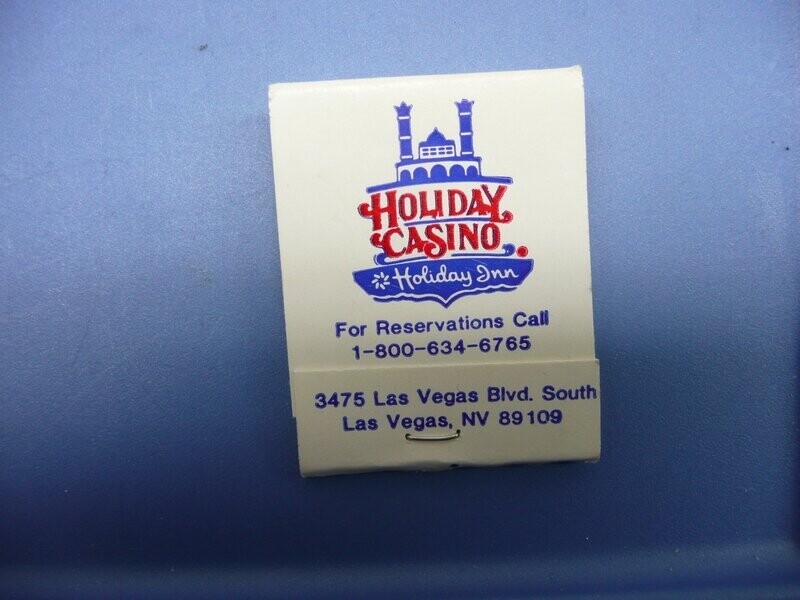 HOLIDAY
CASINO
Holiday Inn
For Reservations Call
1-800-634-6765
3475 Las Vegas Blvd. South
Las Vegas, NV 89109